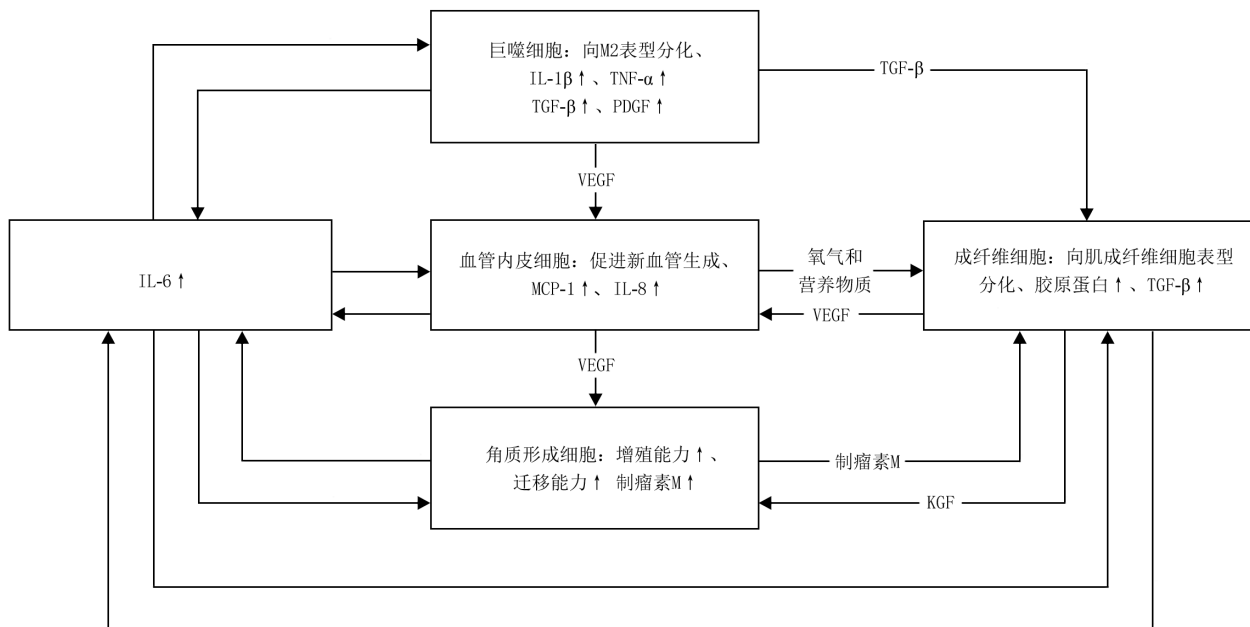 巨噬细胞：向M2表型分化、
IL-1β↑、TNF-α↑
TGF-β↑、PDGF↑
TGF-β
VEGF
IL-6↑
血管内皮细胞：促进新血管生成、
MCP-1↑、IL-8↑
氧气和
营养物质
VEGF
成纤维细胞：向肌成纤维细胞表型
分化、胶原蛋白↑、TGF-β↑
VEGF
角质形成细胞：增殖能力↑、
迁移能力↑ 制瘤素M↑
制瘤素M
KGF